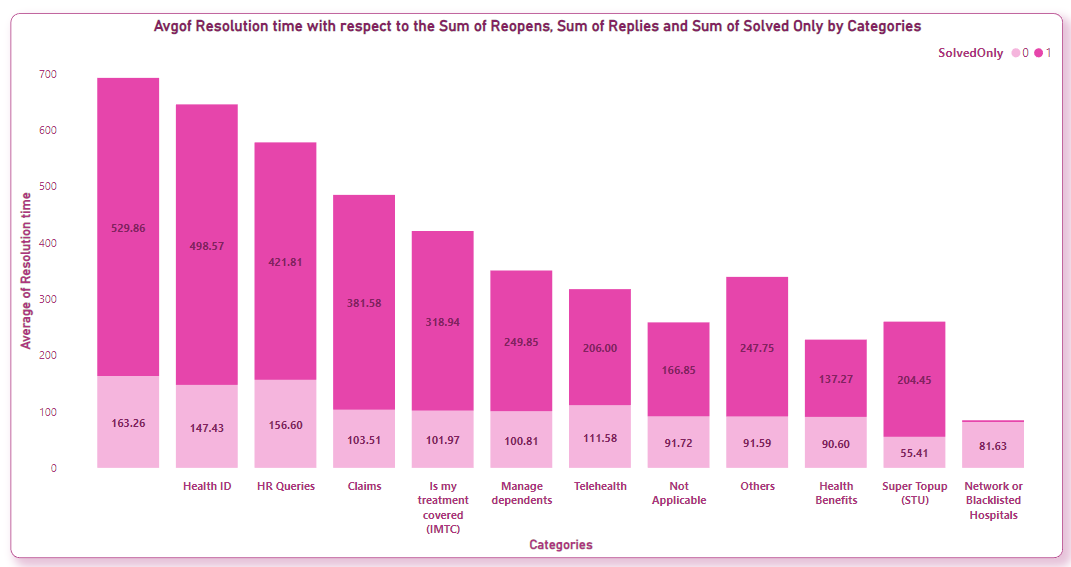 Avgof Resolution time with respect to the Sum of Reopens, Sum of Replies and Sum of Solved Only by Categories
SolvedOnly 0 1
Average of Resolution time
700
600
500
400
300
200
100
0
529.86
163.26
498.57
147.43
421.81
156.60
381.58
103.51
318.94
101.97
249.85
100.81
206.00
111.58
166.85
91.72
247.75
91.59
137.27
90.60
204.45
55.41
81.63
Health ID
HR Queries
Claims
Is my
treatment
covered
(IMTC)
Manage
dependents
Telehealth
Not
Applicable
Others
Health
Benefits
Super Topup
(STU)
Network or
Blacklisted
Hospitals
Categories